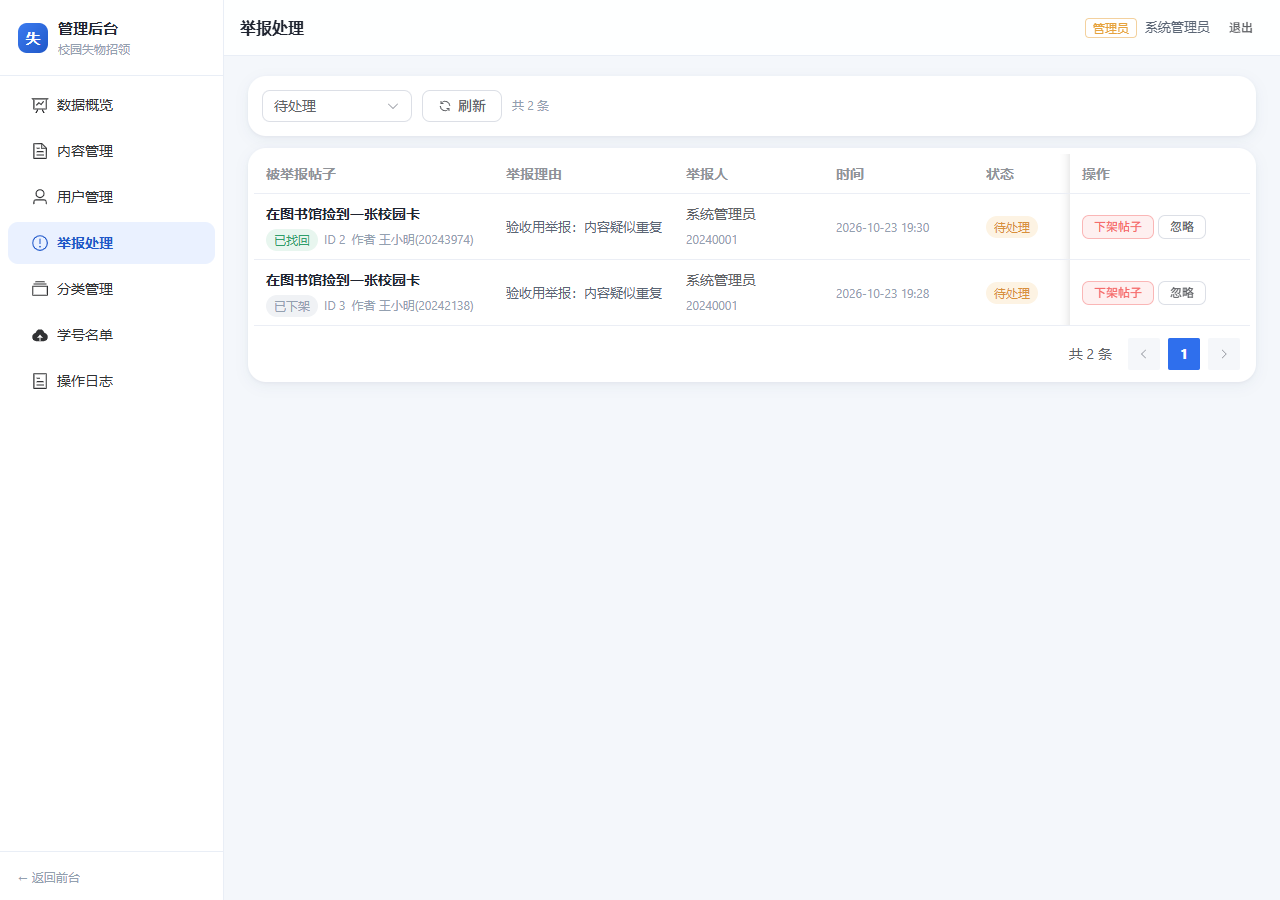 失
管理后台
校园失物招领
数据概览
内容管理
用户管理
举报处理
分类管理
学号名单
操作日志
← 返回前台
举报处理
管理员 系统管理员 退出
待处理 刷新 共 2 条
被举报帖子 举报理由 举报人 时间 状态 操作
在图书馆捡到一张校园卡
已找回 ID 2 作者 王小明(20243974)
验收用举报：内容疑似重复
系统管理员
20240001
2026-10-23 19:30
待处理
下架帖子 忽略
在图书馆捡到一张校园卡
已下架 ID 3 作者 王小明(20242138)
验收用举报：内容疑似重复
系统管理员
20240001
2026-10-23 19:28
待处理
下架帖子 忽略
共 2 条 1